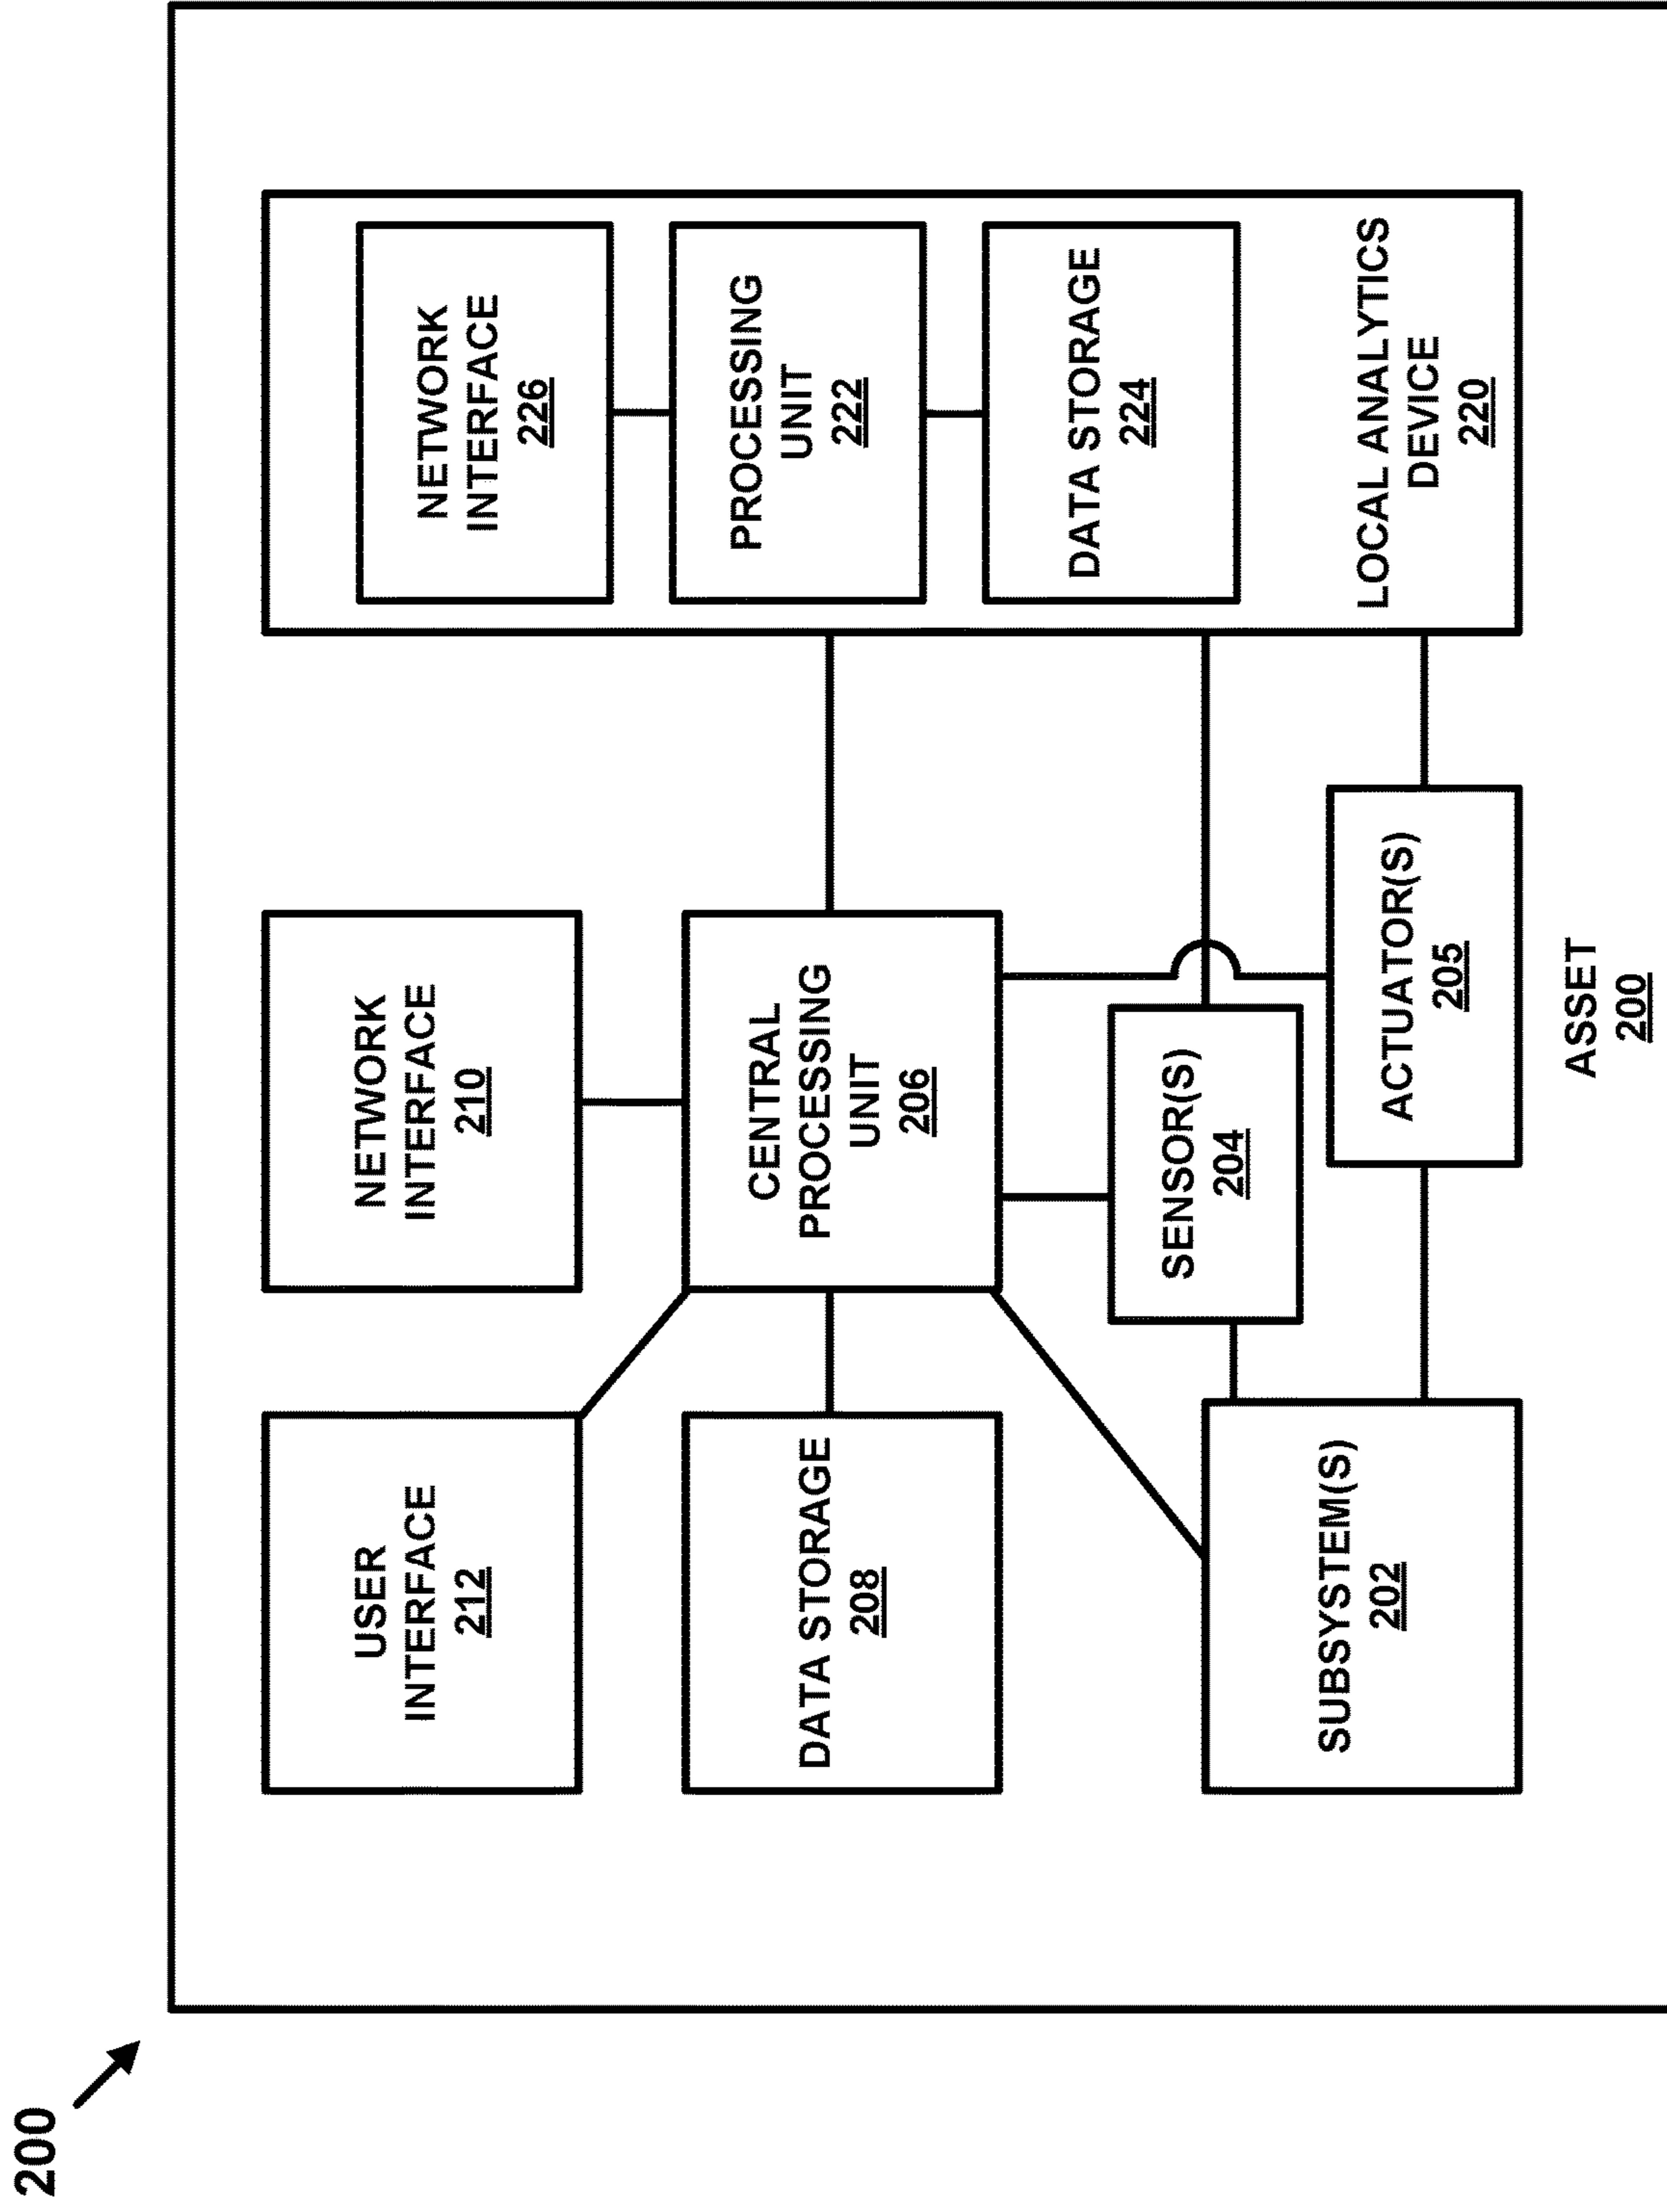 200
USER
INTERFACE
212
NETWORK
INTERFACE
210
NETWORK
INTERFACE
226
DATA STORAGE
208
CENTRAL
PROCESSING
UNIT
206
PROCESSING
UNIT
222
DATA STORAGE
224
SENSOR(S)
204
SUBSYSTEM(S)
202
ACTUATOR(S)
205
LOCAL ANALYTICS
DEVICE
220
ASSET
200